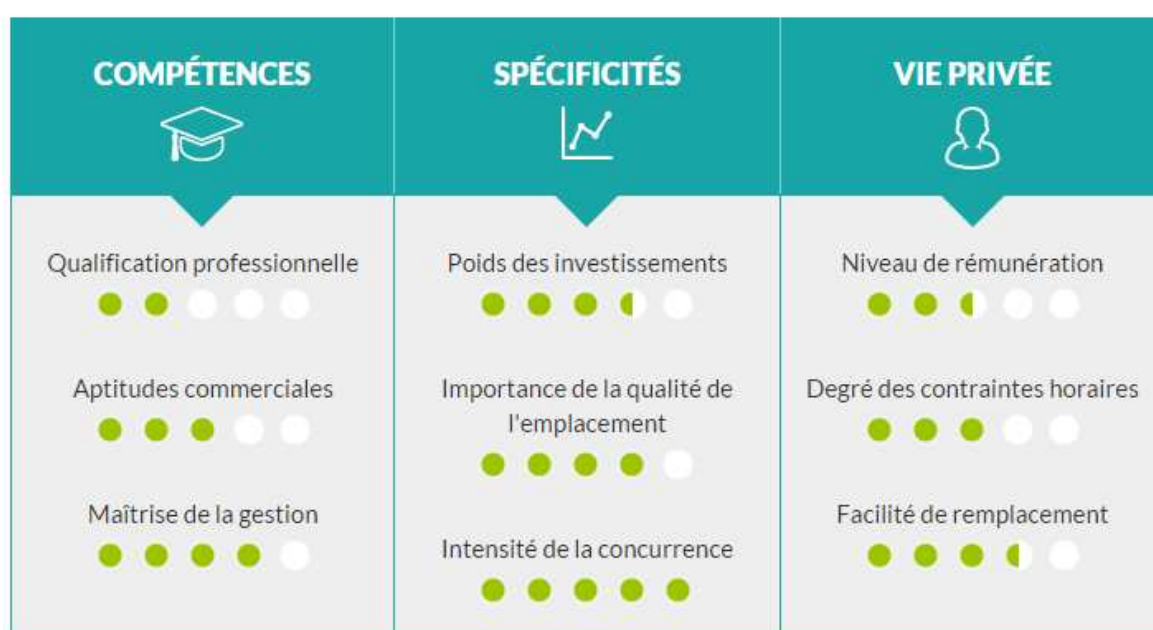 COMPÉTENCES
Qualification professionnelle
Aptitudes commerciales
Maîtrise de la gestion
SPÉCIFICITÉS
Poids des investissements
Importance de la qualité de
l'emplacement
Intensité de la concurrence
VIE PRIVÉE
Niveau de rémunération
Degré des contraintes horaires
Facilité de remplacement